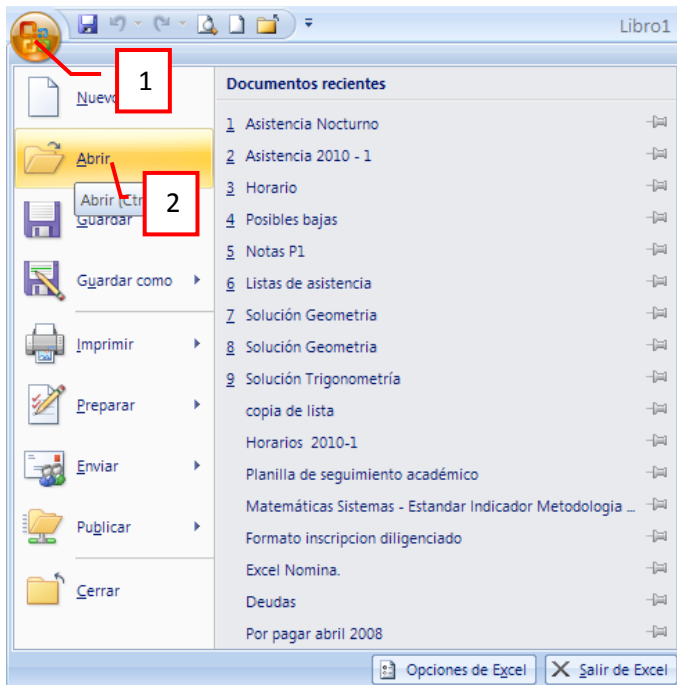 Libro1
1
Nuevo
Abrir
2
Abrir (Ctr
Guardar
Guardar como
Imprimir
Preparar
Enviar
Publicar
Cerrar
Documentos recientes
1 Asistencia Nocturno
2 Asistencia 2010 - 1
3 Horario
4 Posibles bajas
5 Notas P1
6 Listas de asistencia
7 Solución Geometria
8 Solución Geometria
9 Solución Trigonometría
copia de lista
Horarios 2010-1
Planilla de seguimiento académico
Matemáticas Sistemas - Estandar Indicador Metodologia ...
Formato inscripcion diligenciado
Excel Nomina.
Deudas
Por pagar abril 2008
Opciones de Excel
Salir de Excel